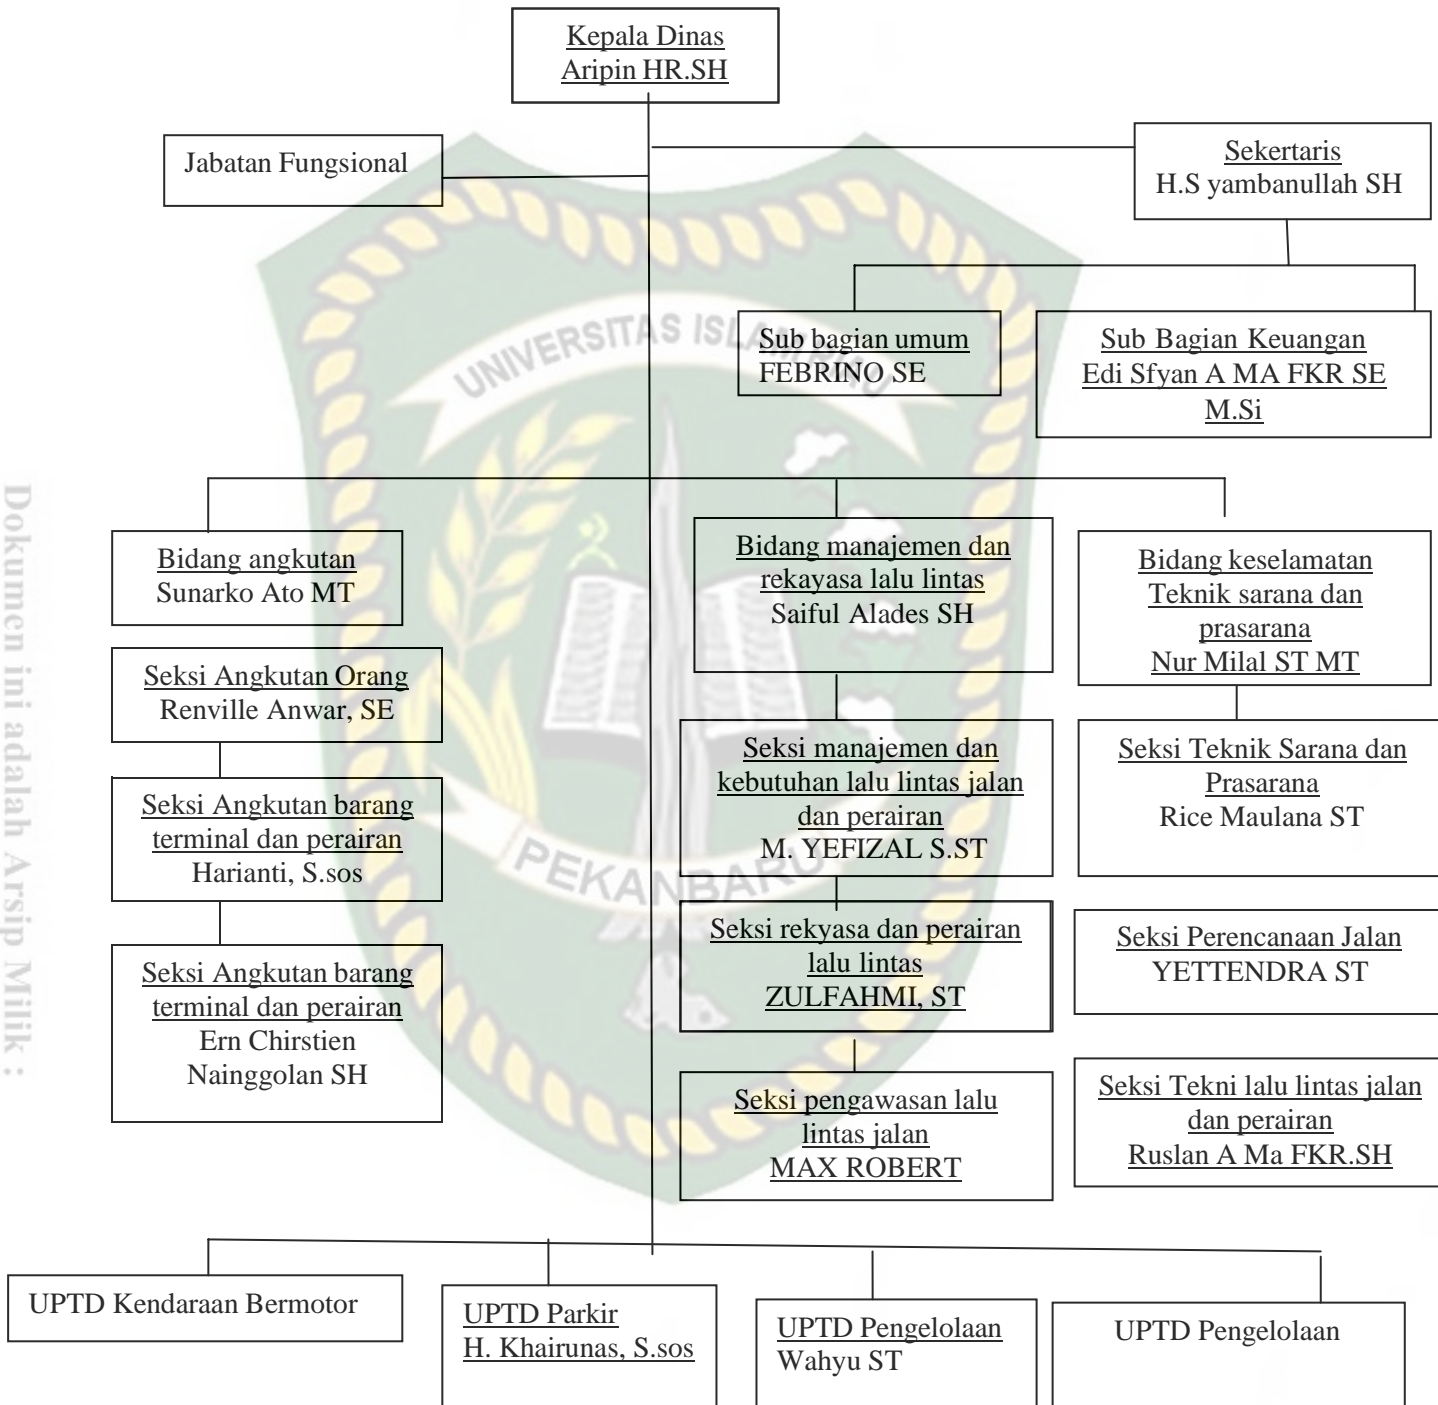 Kepala Dinas
Aripin HR.SH
Jabatan Fungsional
Sekertaris
H.S yambanullah SH
Sub bagian umum
FEBRINO SE
Sub Bagian Keuangan
Edi Sfyan A MA FKR SE
M.Si
UNIVERSITAS ISLAM RIAU
Bidang angkutan
Sunarko Ato MT
Bidang manajemen dan
rekayasa lalu lintas
Saiful Alades SH
Bidang keselamatan
Teknik sarana dan
prasarana
Nur Milal ST MT
Seksi Angkutan Orang
Renville Anwar, SE
Seksi manajemen dan
kebutuhan lalu lintas jalan
dan perairan
M. YEFIZAL S.ST
Seksi Teknik Sarana dan
Prasarana
Rice Maulana ST
Seksi Angkutan barang
terminal dan perairan
Harianti, S.sos
PEKANBARU
Seksi rekyasa dan perairan
lalu lintas
ZULFAHMI, ST
Seksi Perencanaan Jalan
YETTENDRA ST
Seksi Angkutan barang
terminal dan perairan
Ern Chirstien
Nainggolan SH
Seksi pengawasan lalu
lintas jalan
MAX ROBERT
Seksi Tekni lalu lintas jalan
dan perairan
Ruslan A Ma FKR.SH
UPTD Kendaraan Bermotor
UPTD Parkir
H. Khairunas, S.sos
UPTD Pengelolaan
Wahyu ST
UPTD Pengelolaan
Dokumen ini adalah Arsip Milik :